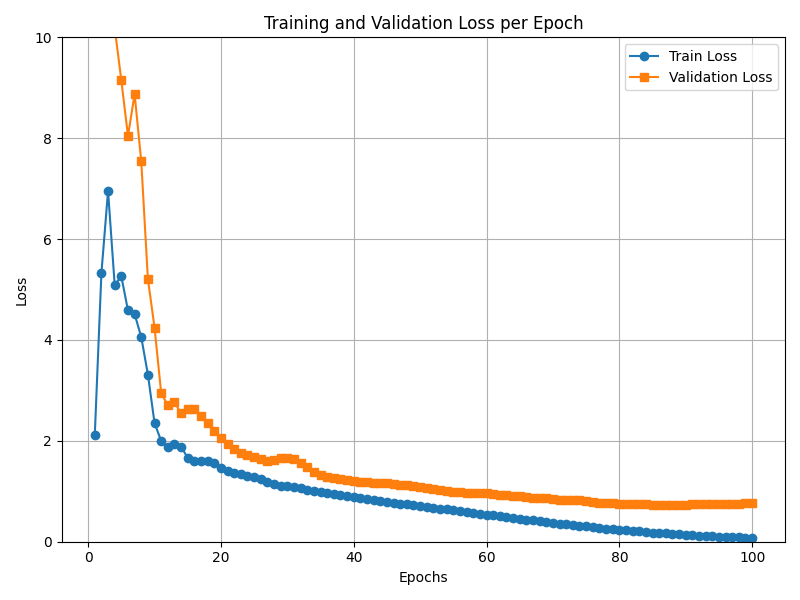 Training and Validation Loss per Epoch
Train Loss
Validation Loss
Loss
10
8
6
4
2
0
0 20 40 60 80 100
Epochs